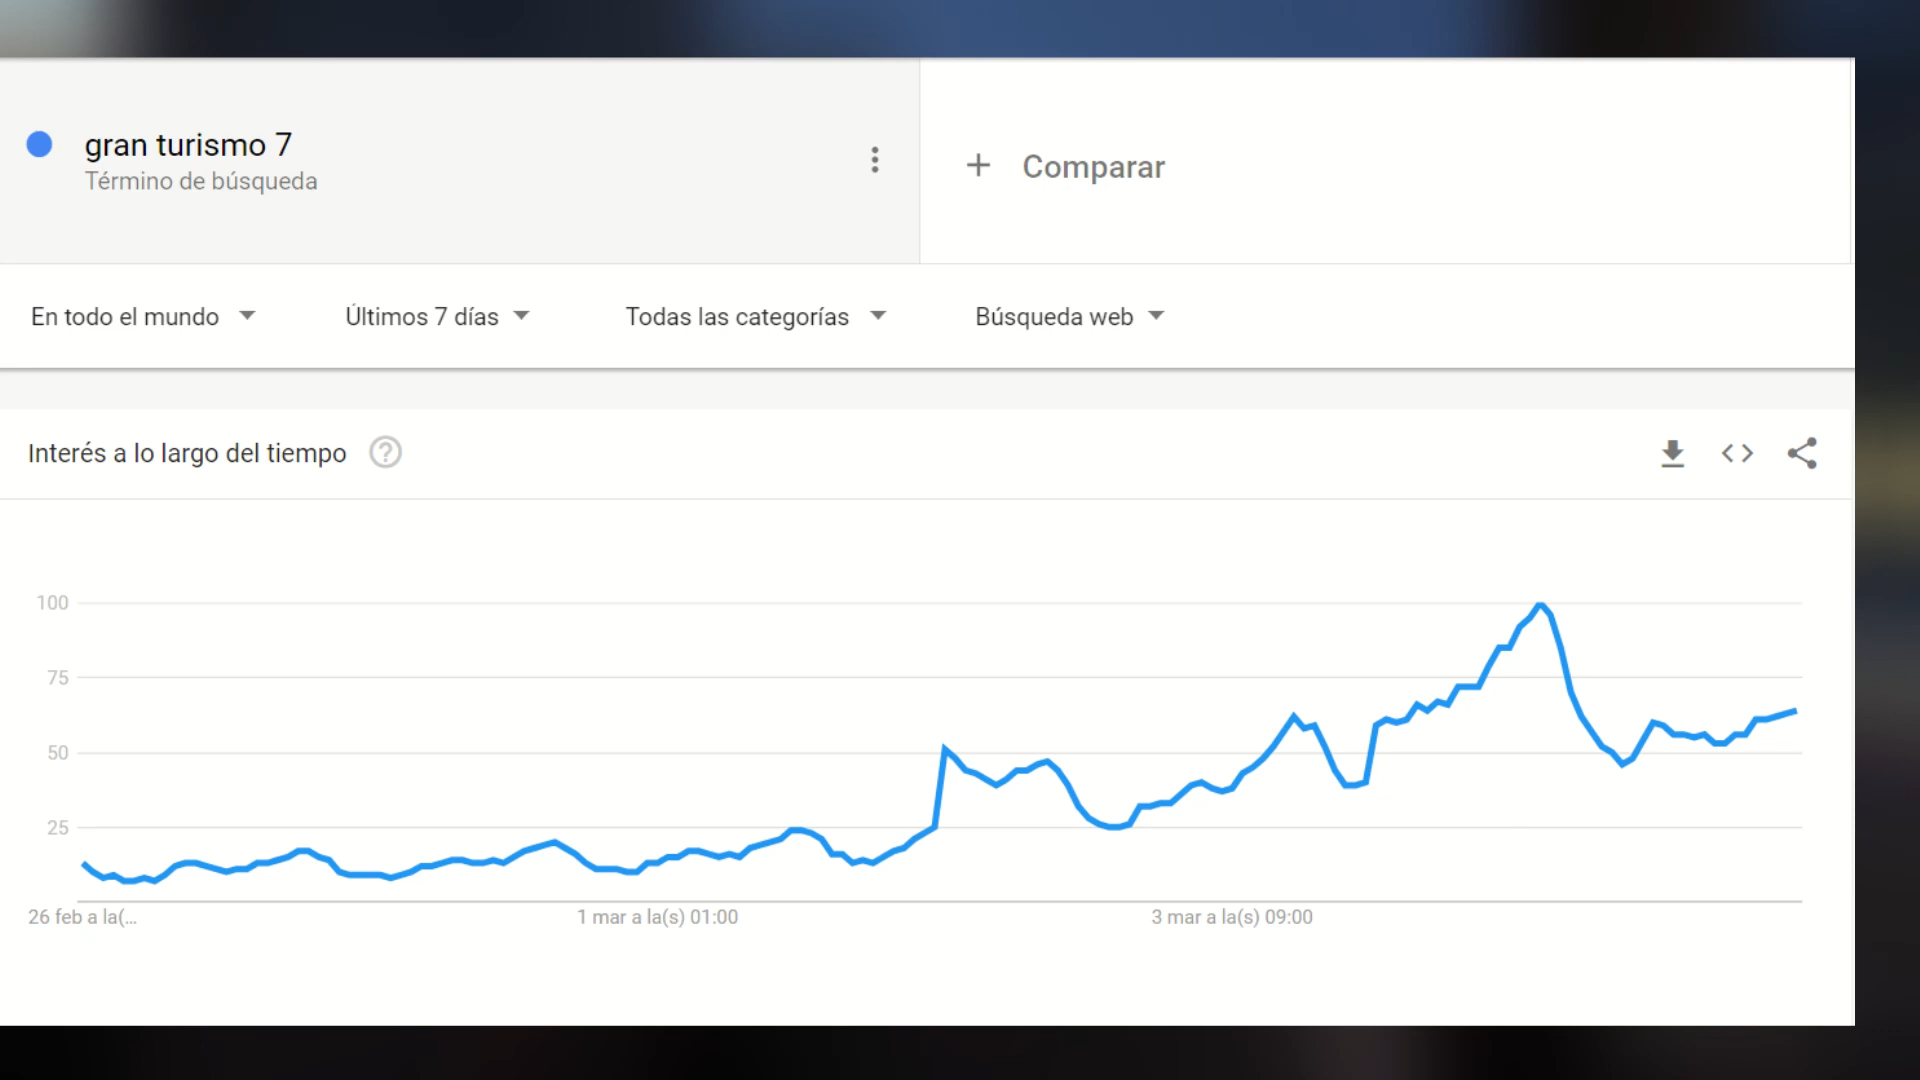 gran turismo 7
Término de búsqueda
+ Comparar
En todo el mundo
Últimos 7 días
Todas las categorías
Búsqueda web
Interés a lo largo del tiempo
100
75
50
25
26 feb a la(...
1 mar a la(s) 01:00
3 mar a la(s) 09:00